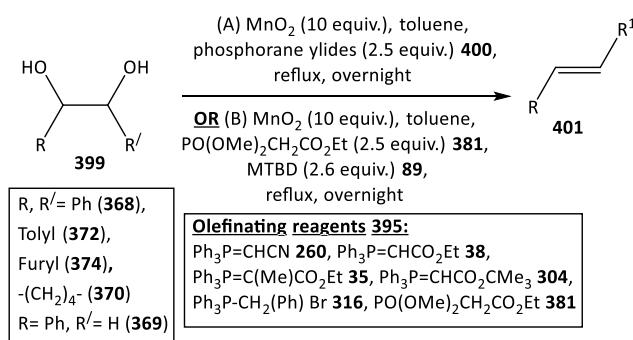 (A) MnO₂ (10 equiv.), toluene,
phosphorane ylides (2.5 equiv.) 400,
reflux, overnight
OR (B) MnO₂ (10 equiv.), toluene,
PO(OMe)₂CH₂CO₂Et (2.5 equiv.) 381,
MTBD (2.6 equiv.) 89,
reflux, overnight
HO OH
R R/
399
R¹
R
401
R, R/= Ph (368),
Tolyl (372),
Furyl (374),
-(CH₂)₄- (370)
R= Ph, R/= H (369)
Olefinating reagents 395:
Ph₃P=CHCN 260, Ph₃P=CHCO₂Et 38,
Ph₃P=C(Me)CO₂Et 35, Ph₃P=CHCO₂CMe₃ 304,
Ph₃P-CH₂(Ph) Br 316, PO(OMe)₂CH₂CO₂Et 381